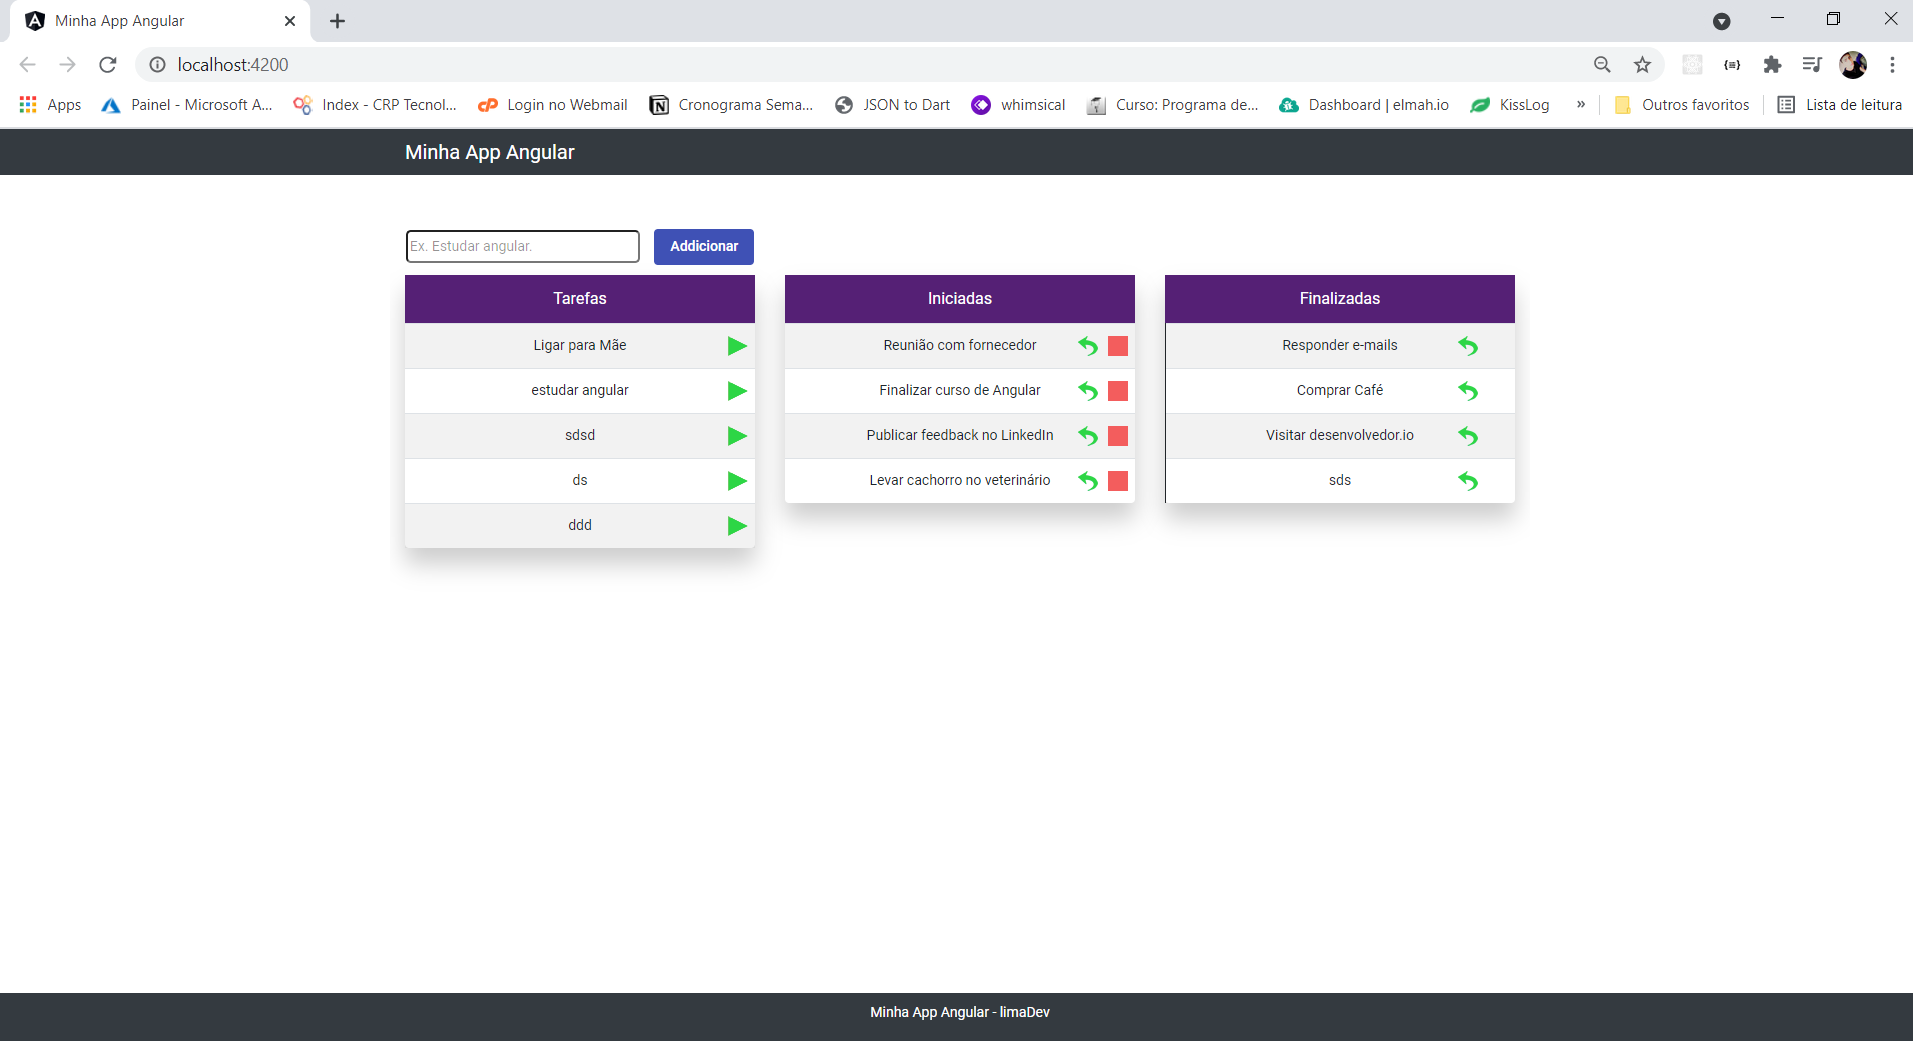 Minha App Angular
localhost:4200
Apps
Painel - Microsoft A...
Index - CRP Tecnol...
Login no Webmail
Cronograma Sema...
JSON to Dart
whimsical
Curso: Programa de...
Dashboard | elmah.io
KissLog
»
Outros favoritos
Lista de leitura
Minha App Angular
Ex. Estudar angular.
Addicionar
Tarefas
Ligar para Mãe
estudar angular
sdsd
ds
ddd
Iniciadas
Reunião com fornecedor
Finalizar curso de Angular
Publicar feedback no LinkedIn
Levar cachorro no veterinário
Finalizadas
Responder e-mails
Comprar Café
Visitar desenvolvedor.io
sds
Minha App Angular - limaDev